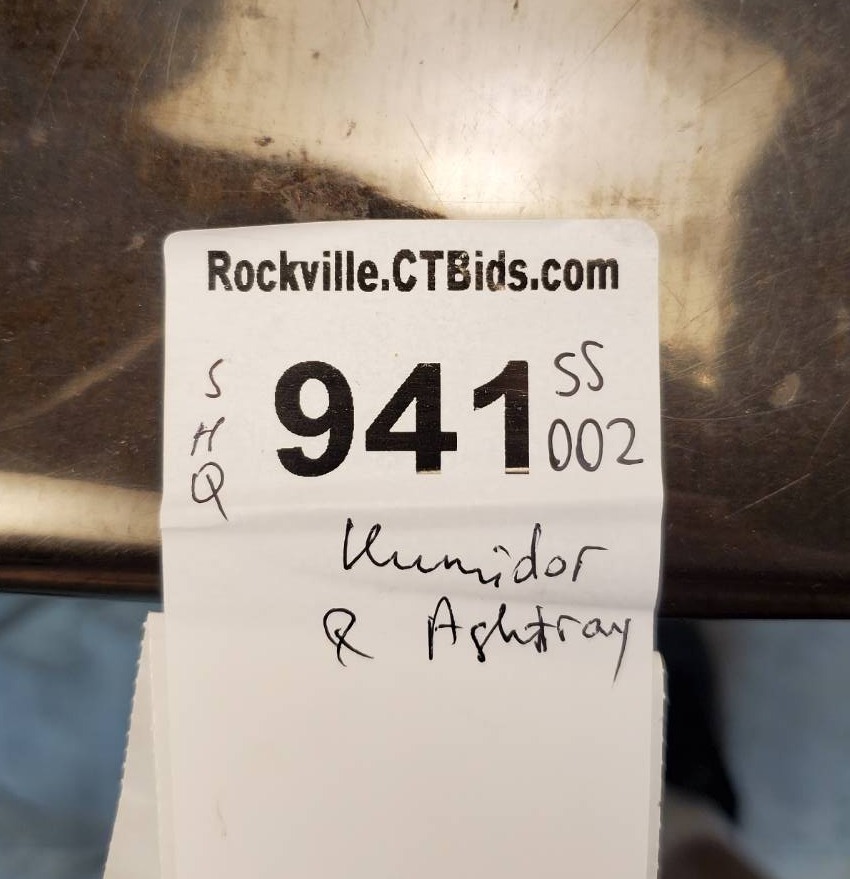 Rockville.CTBids.com
S
H
Q
941
SS
002
Humidor
& Ashtray